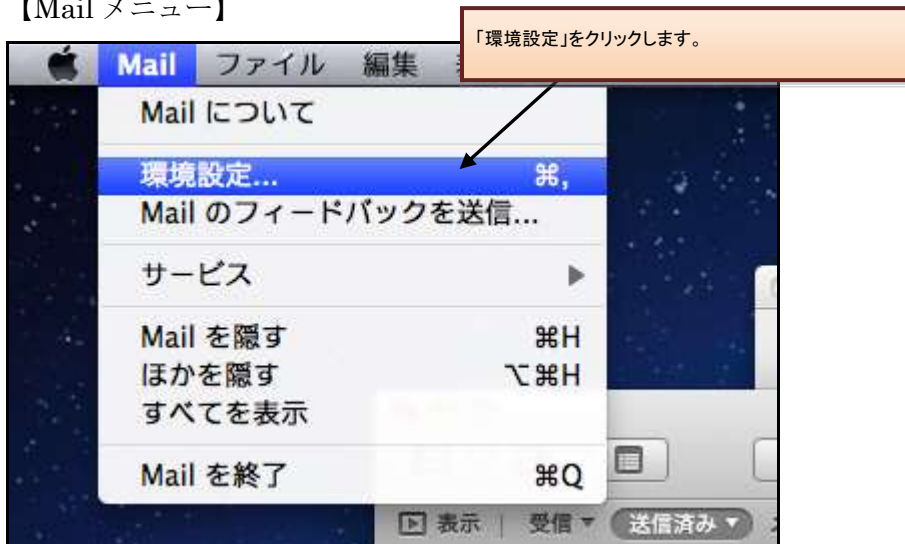 【Mail メニュー】
「環境設定」をクリックします。
Mail ファイル 編集
Mail について
環境設定... ⌘,
Mail のフィードバックを送信...
サービス ▶
Mail を隠す ⌘H
ほかを隠す ⌥⌘H
すべてを表示
Mail を終了 ⌘Q
表示 受信 ▼ 送信済み ▼